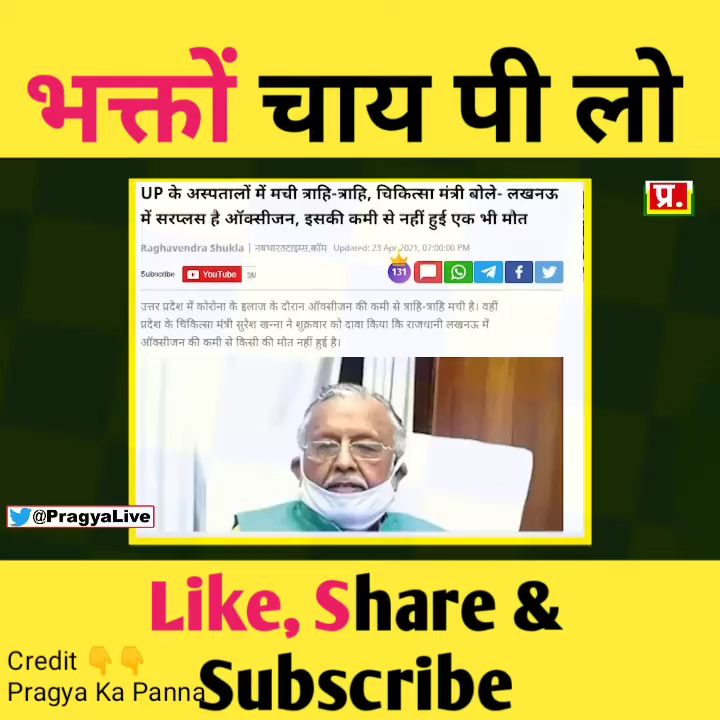 भक्तों चाय पी लो
UP के अस्पतालों में मची त्राहि-त्राहि, चिकित्सा मंत्री बोले- लखनऊ
में सरप्लस है ऑक्सीजन, इसकी कमी से नहीं हुई एक भी मौत
प्र.
Raghavendra Shukla | नवभारतटाइम्स.कॉम Updated: 23 Apr 2021, 07:00:00 PM
Subscribe YouTube 131
उत्तर प्रदेश में कोरोना के इलाज के दौरान ऑक्सीजन की कमी से त्राहि-त्राहि मची है। वहीं
प्रदेश के चिकित्सा मंत्री सुरेश खन्ना ने शुक्रवार को दावा किया कि राजधानी लखनऊ में
ऑक्सीजन की कमी से किसी की मौत नहीं हुई है।
@PragyaLive
Like, Share &
Subscribe
Credit 👇👇
Pragya Ka Panna